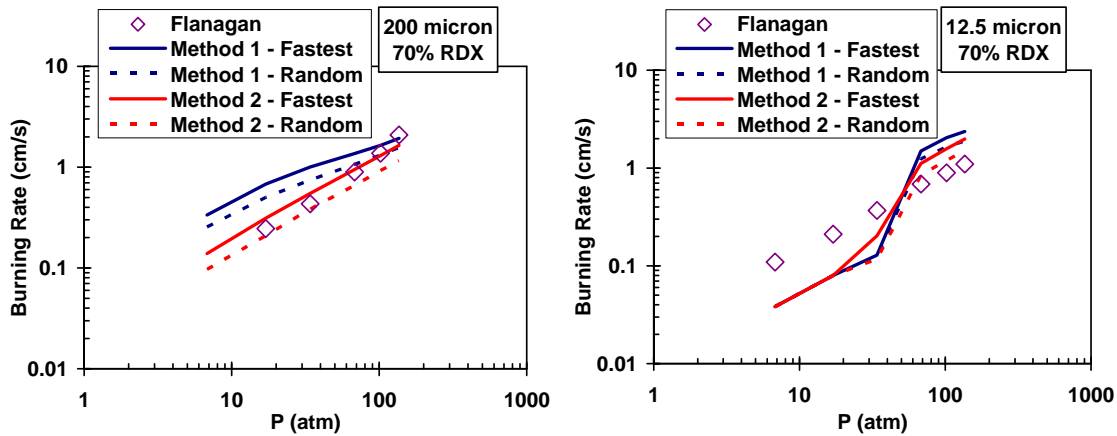 Flanagan
Method 1 - Fastest
Method 1 - Random
Method 2 - Fastest
Method 2 - Random
200 micron
70% RDX
10
1
0.1
0.01
1
10
100
1000
Burning Rate (cm/s)
P (atm)
Flanagan
Method 1 - Fastest
Method 1 - Random
Method 2 - Fastest
Method 2 - Random
12.5 micron
70% RDX
10
1
0.1
0.01
1
10
100
1000
Burning Rate (cm/s)
P (atm)